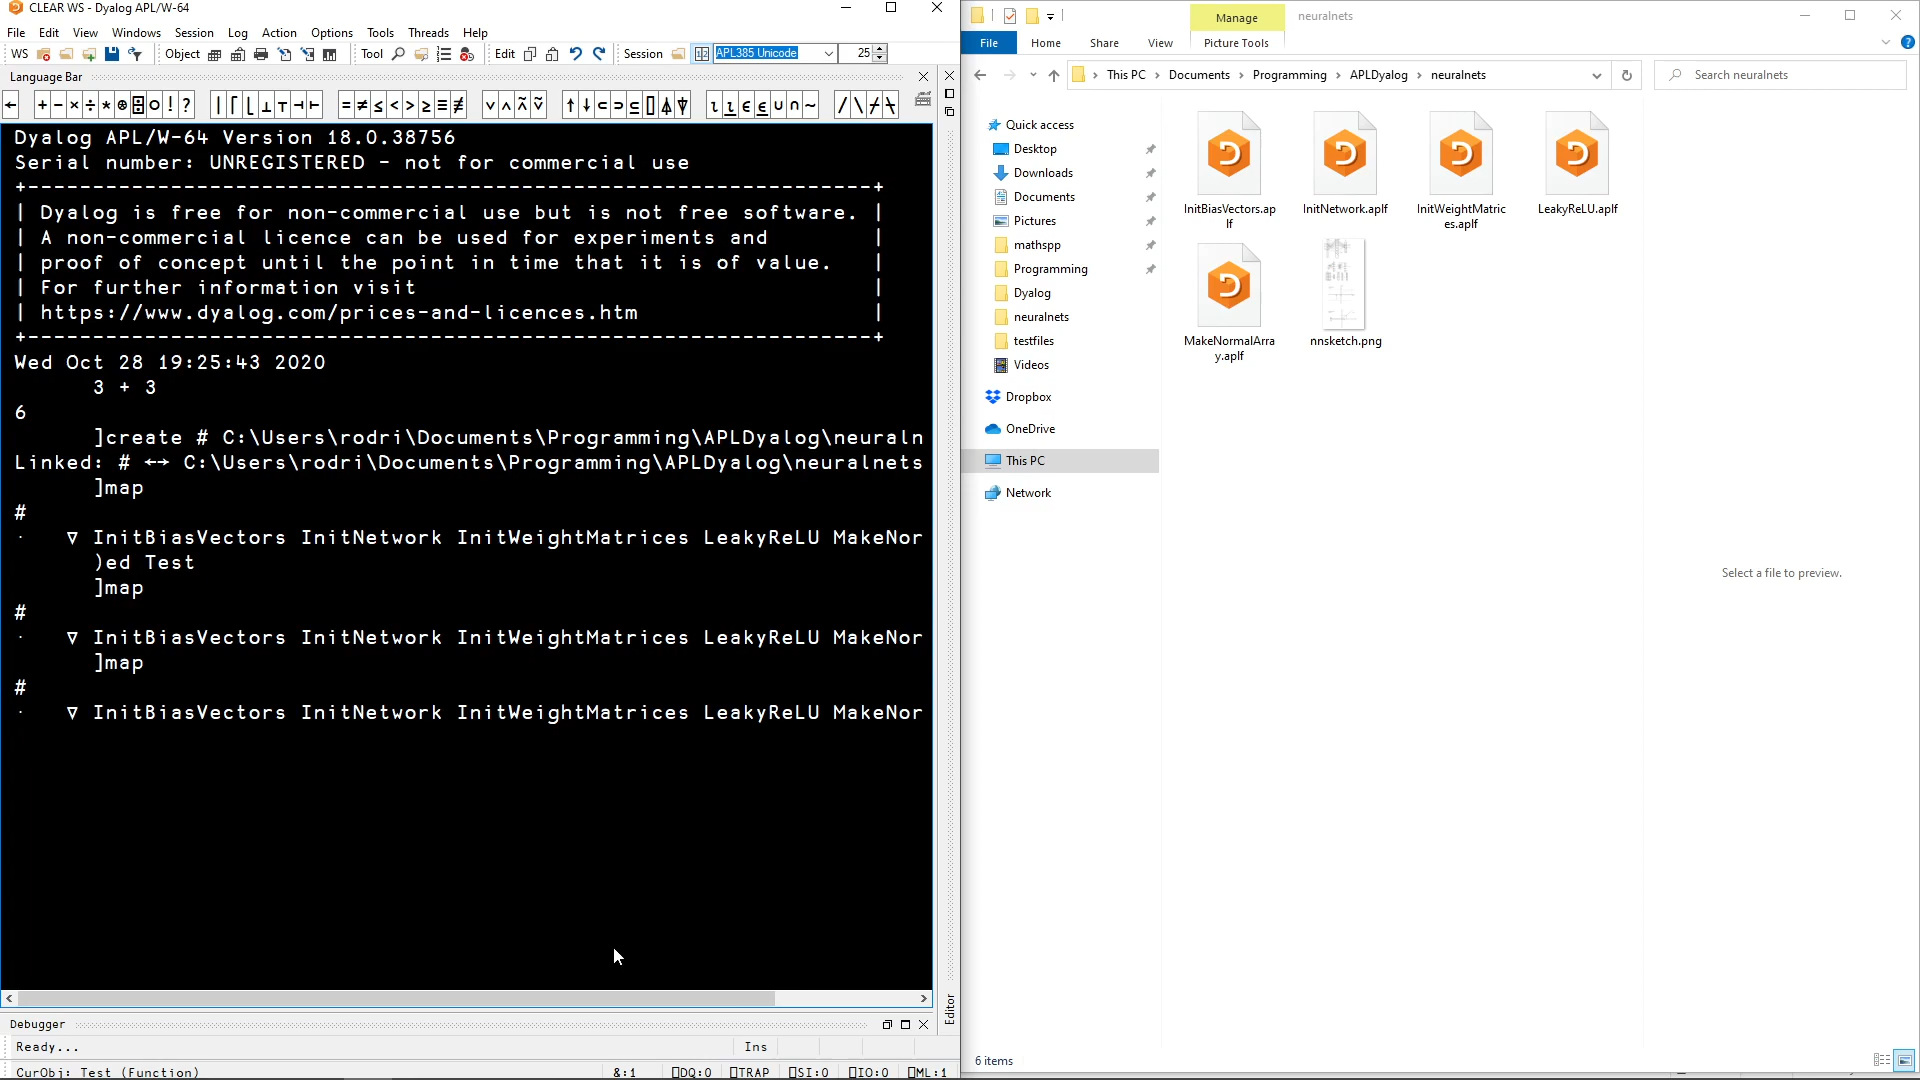 CLEAR WS - Dyalog APL/W-64
File Edit View Windows Session Log Action Options Tools Threads Help
WS Object Tool Edit Session APL385 Unicode 25
Language Bar
← + - × ÷ * ⍟ ⌹ ○ ! ? | ⌈ ⌊ ⊥ ⊤ ⊣ ⊢ = ≠ ≤ < > ≥ ≡ ≢ ∨ ∧ ⍲ ⍱ ↑ ↓ ⊂ ⊃ ⊆ ⌷ ⍋ ⍒ ⍳ ⍸ ∊ ⍷ ∪ ∩ ~ / \ ⌿ ⍀
Dyalog APL/W-64 Version 18.0.38756
Serial number: UNREGISTERED - not for commercial use
+-----------------------------------------------------------------+
| Dyalog is free for non-commercial use but is not free software. |
| A non-commercial licence can be used for experiments and |
| proof of concept until the point in time that it is of value. |
| For further information visit |
| https://www.dyalog.com/prices-and-licences.htm |
+-----------------------------------------------------------------+
Wed Oct 28 19:25:43 2020
3 + 3
6
]create # C:\Users\rodri\Documents\Programming\APLDyalog\neuraln
Linked: # ←→ C:\Users\rodri\Documents\Programming\APLDyalog\neuralnets
]map
#
· ∇ InitBiasVectors InitNetwork InitWeightMatrices LeakyReLU MakeNor
)ed Test
]map
#
· ∇ InitBiasVectors InitNetwork InitWeightMatrices LeakyReLU MakeNor
]map
#
· ∇ InitBiasVectors InitNetwork InitWeightMatrices LeakyReLU MakeNor
Editor
Debugger
Ready...
Ins
CurObj: Test (Function) &:1 ⎕DQ:0 ⎕TRAP ⎕SI:0 ⎕IO:0 ⎕ML:1
Manage neuralnets
File Home Share View Picture Tools
This PC > Documents > Programming > APLDyalog > neuralnets
Search neuralnets
Quick access
Desktop
Downloads
Documents
Pictures
mathspp
Programming
Dyalog
neuralnets
testfiles
Videos
Dropbox
OneDrive
This PC
Network
InitBiasVectors.ap
lf
InitNetwork.aplf
InitWeightMatric
es.aplf
LeakyReLU.aplf
MakeNormalArra
y.aplf
nnsketch.png
Select a file to preview.
6 items